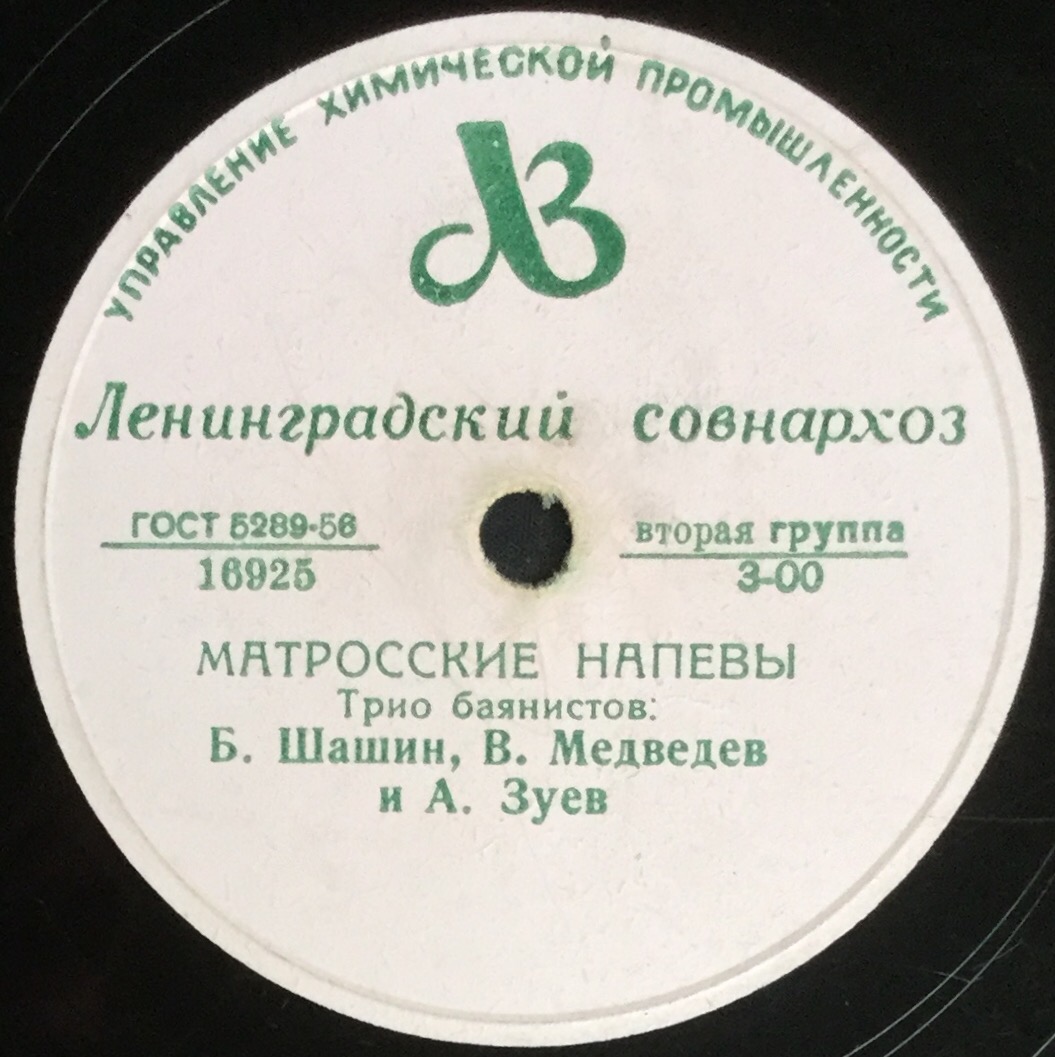 УПРАВЛЕНИЕ ХИМИЧЕСКОЙ ПРОМЫШЛЕННОСТИ
ЛЗ
Ленинградский совнархоз
ГОСТ 5289-56
16925
вторая группа
3-00
МАТРОССКИЕ НАПЕВЫ
Трио баянистов:
Б. Шашин, В. Медведев
и А. Зуев